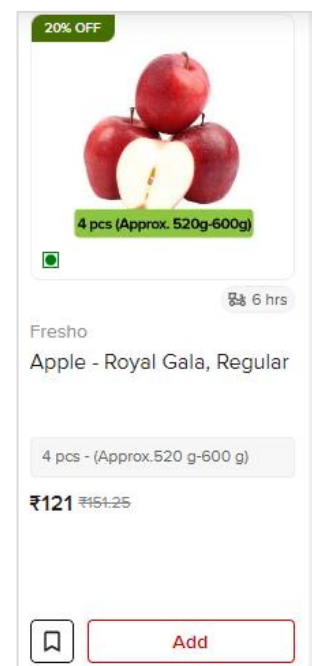 20% OFF
4 pcs (Approx. 520g-600g)
6 hrs
Fresho
Apple - Royal Gala, Regular
4 pcs - (Approx.520 g-600 g)
₹121 ₹151.25
Add